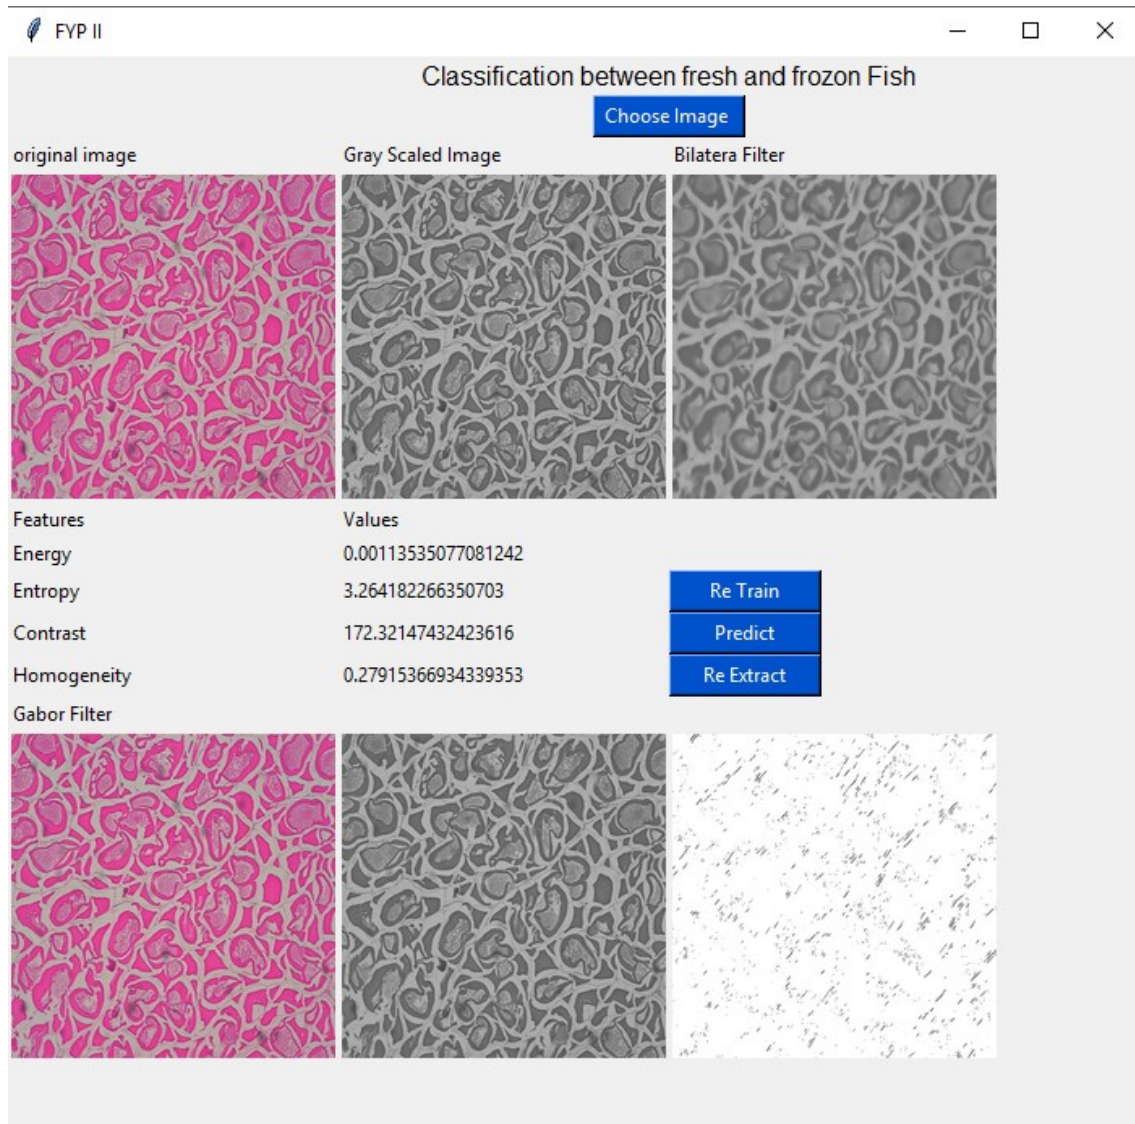 FYP II
Classification between fresh and frozon Fish
Choose Image
original image
Gray Scaled Image
Bilatera Filter
Features
Values
Energy
0.00113535077081242
Entropy
3.264182266350703
Re Train
Contrast
172.32147432423616
Predict
Homogeneity
0.27915366934339353
Re Extract
Gabor Filter